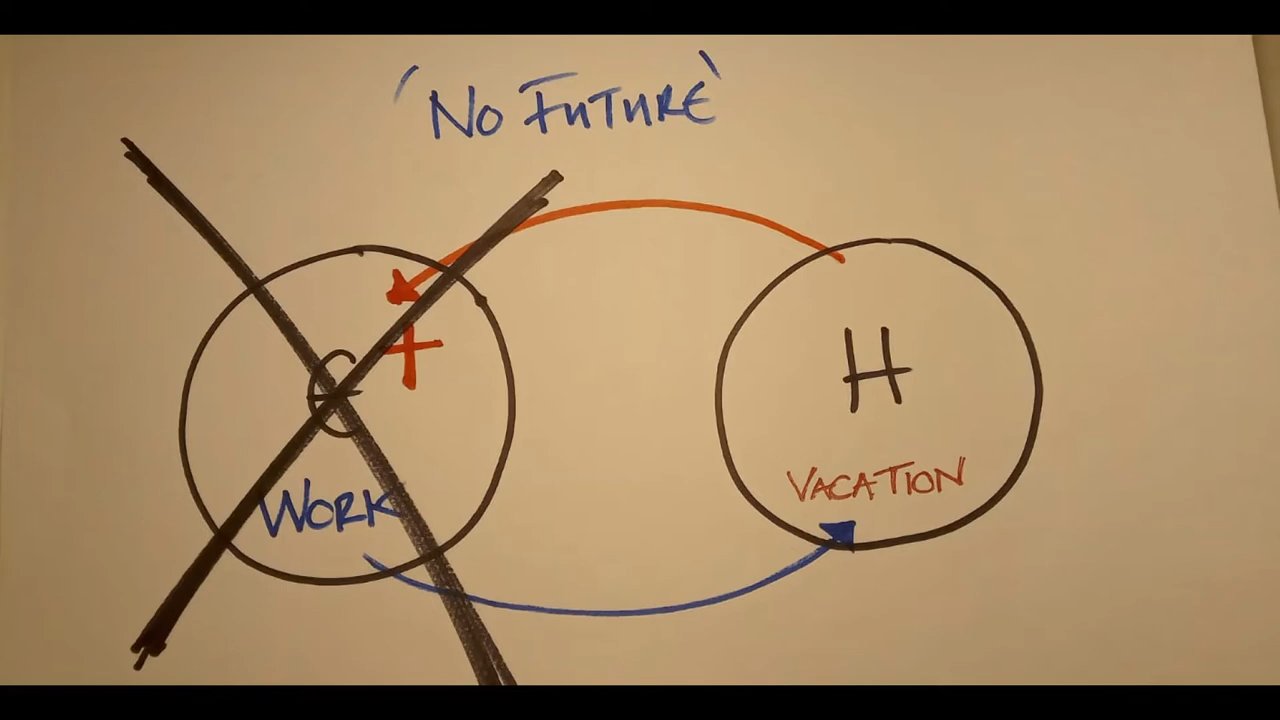 'No FUTURE'
+
€
H
WORK
VACATION